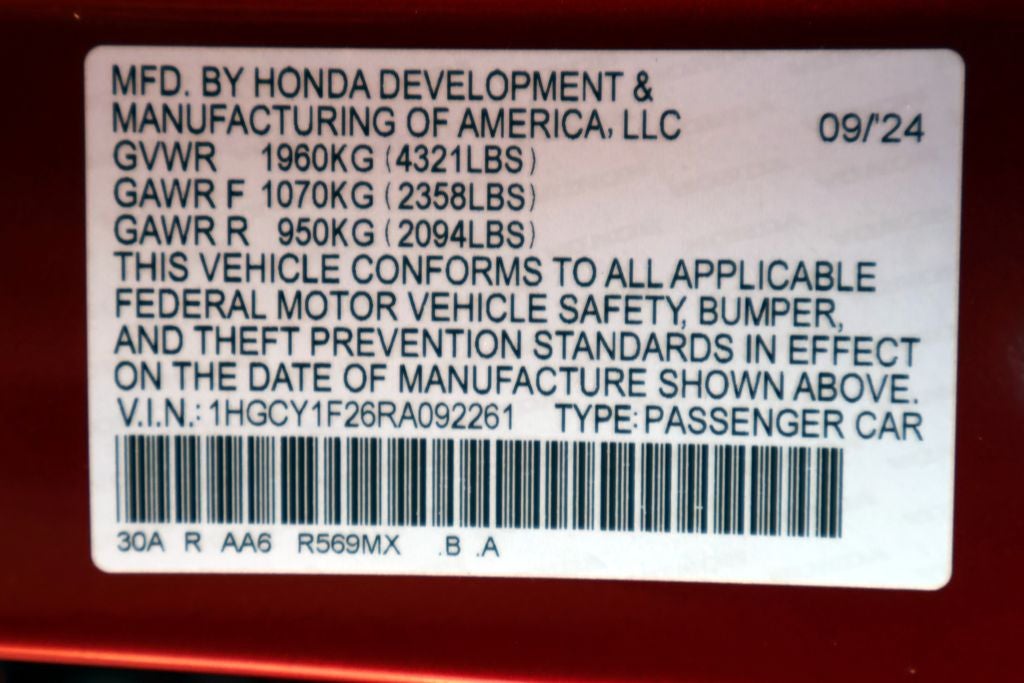 MFD. BY HONDA DEVELOPMENT &
MANUFACTURING OF AMERICA, LLC 09/'24
GVWR 1960KG (4321LBS)
GAWR F 1070KG (2358LBS)
GAWR R 950KG (2094LBS)
THIS VEHICLE CONFORMS TO ALL APPLICABLE
FEDERAL MOTOR VEHICLE SAFETY, BUMPER,
AND THEFT PREVENTION STANDARDS IN EFFECT
ON THE DATE OF MANUFACTURE SHOWN ABOVE.
V.I.N.: 1HGCY1F26RA092261 TYPE: PASSENGER CAR
30A R AA6 R569MX .B .A